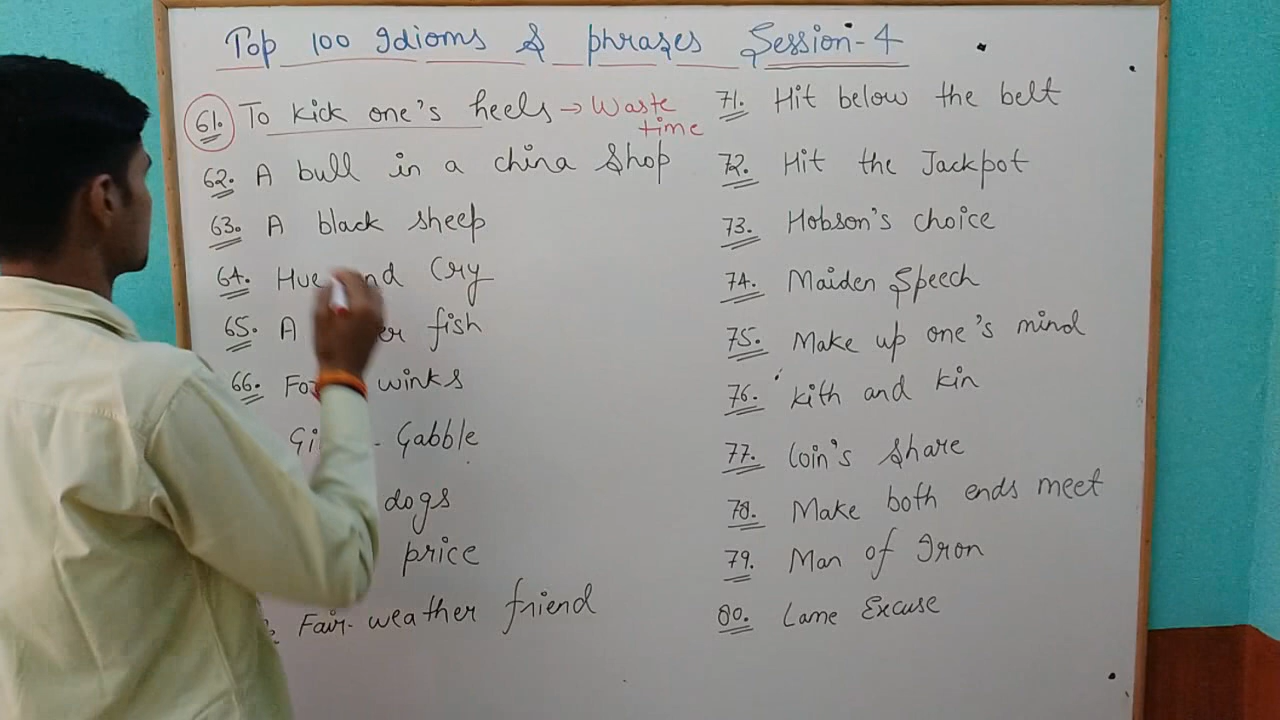 Top 100 Idioms & phrases Session-4
61. To kick one's heels → Waste time
62. A bull in a china shop
63. A black sheep
64. Hue and Cry
65. A fish
66. winks
Gabble
dogs
price
Fair-weather friend
71. Hit below the belt
72. Hit the Jackpot
73. Hobson's choice
74. Maiden Speech
75. Make up one's mind
76. kith and kin
77. Loin's share
78. Make both ends meet
79. Man of Iron
80. Lame Excuse